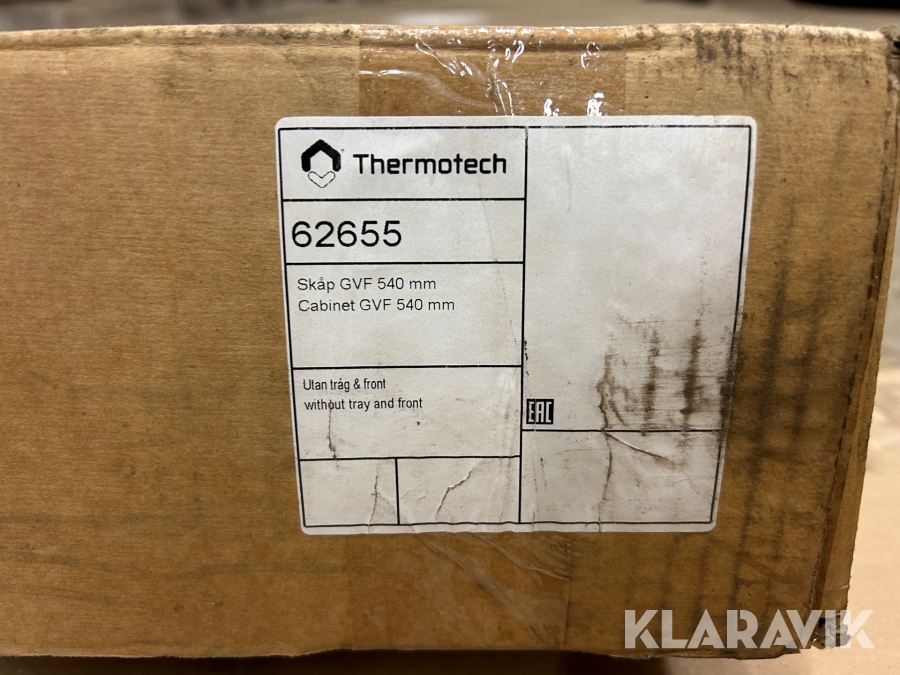 Thermotech
62655
Skåp GVF 540 mm
Cabinet GVF 540 mm
Utan tråg & front
without tray and front
EAC
KLARAVIK